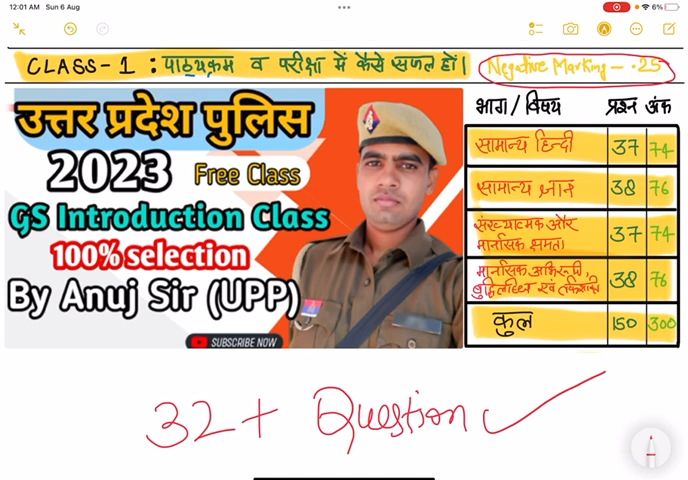 12:01 AM Sun 6 Aug
6%
CLASS-1 : पाठ्यक्रम व परीक्षा में कैसे सफल हों।
Negative Marking - .25
उत्तर प्रदेश पुलिस
2023 Free Class
GS Introduction Class
100% selection
By Anuj Sir (UPP)
SUBSCRIBE NOW
भाग/विषय प्रश्न अंक
सामान्य हिन्दी 37 74
सामान्य ज्ञान 38 76
संख्यात्मक और
मानसिक क्षमता 37 74
मानसिक अभिरूची,
बुद्धिलब्धि एवं तार्किक 38 76
कुल 150 300
32+ Question